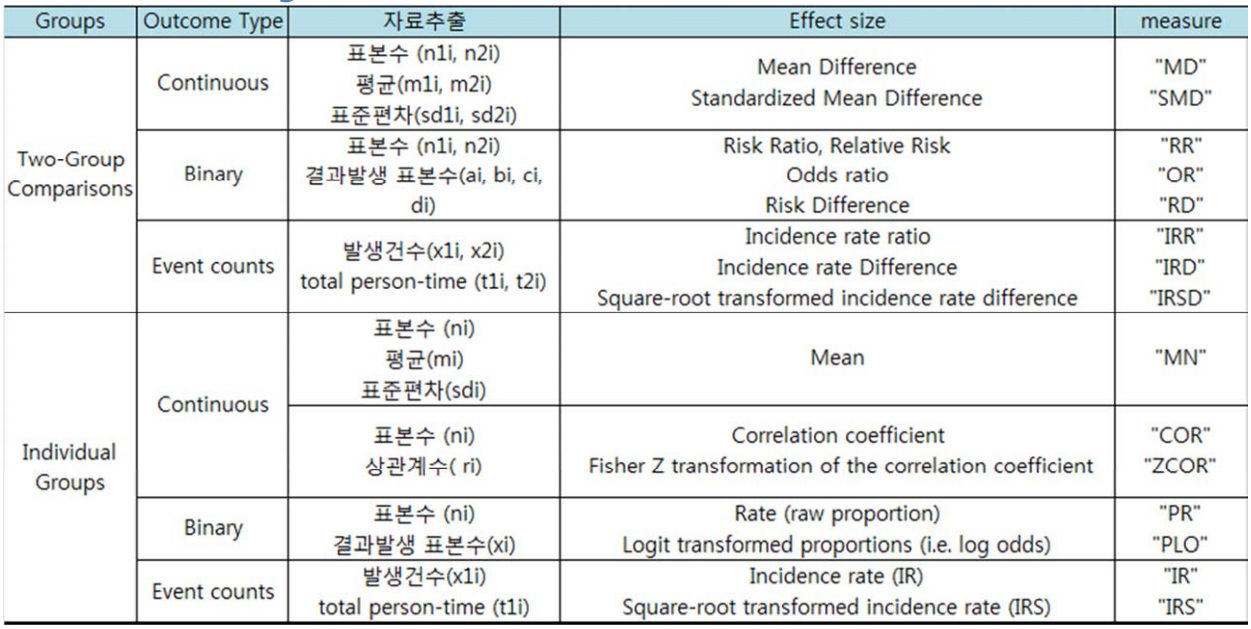 Groups Outcome Type 자료추출 Effect size measure
Two-Group
Comparisons
Continuous
표본수 (n1i, n2i)
평균(m1i, m2i)
표준편차(sd1i, sd2i)
Mean Difference "MD"
Standardized Mean Difference "SMD"
Binary
표본수 (n1i, n2i)
결과발생 표본수(ai, bi, ci,
di)
Risk Ratio, Relative Risk "RR"
Odds ratio "OR"
Risk Difference "RD"
Event counts
발생건수(x1i, x2i)
total person-time (t1i, t2i)
Incidence rate ratio "IRR"
Incidence rate Difference "IRD"
Square-root transformed incidence rate difference "IRSD"
Individual
Groups
Continuous
표본수 (ni)
평균(mi)
표준편차(sdi)
Mean "MN"
표본수 (ni)
상관계수( ri)
Correlation coefficient "COR"
Fisher Z transformation of the correlation coefficient "ZCOR"
Binary
표본수 (ni)
결과발생 표본수(xi)
Rate (raw proportion) "PR"
Logit transformed proportions (i.e. log odds) "PLO"
Event counts
발생건수(x1i)
total person-time (t1i)
Incidence rate (IR) "IR"
Square-root transformed incidence rate (IRS) "IRS"